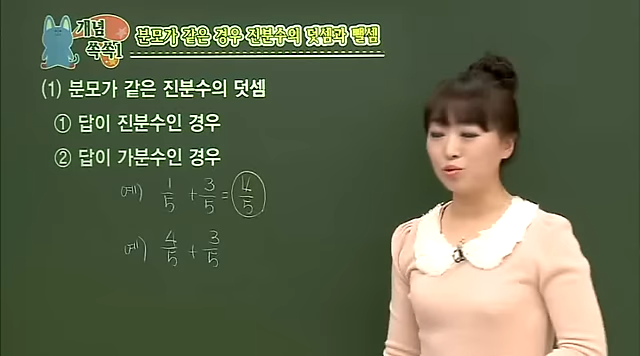 개념
쏙쏙!
분모가 같은 경우 진분수의 덧셈과 뺄셈
(1) 분모가 같은 진분수의 덧셈
① 답이 진분수인 경우
② 답이 가분수인 경우
예) 1/5 + 3/5 = 4/5
예) 4/5 + 3/5